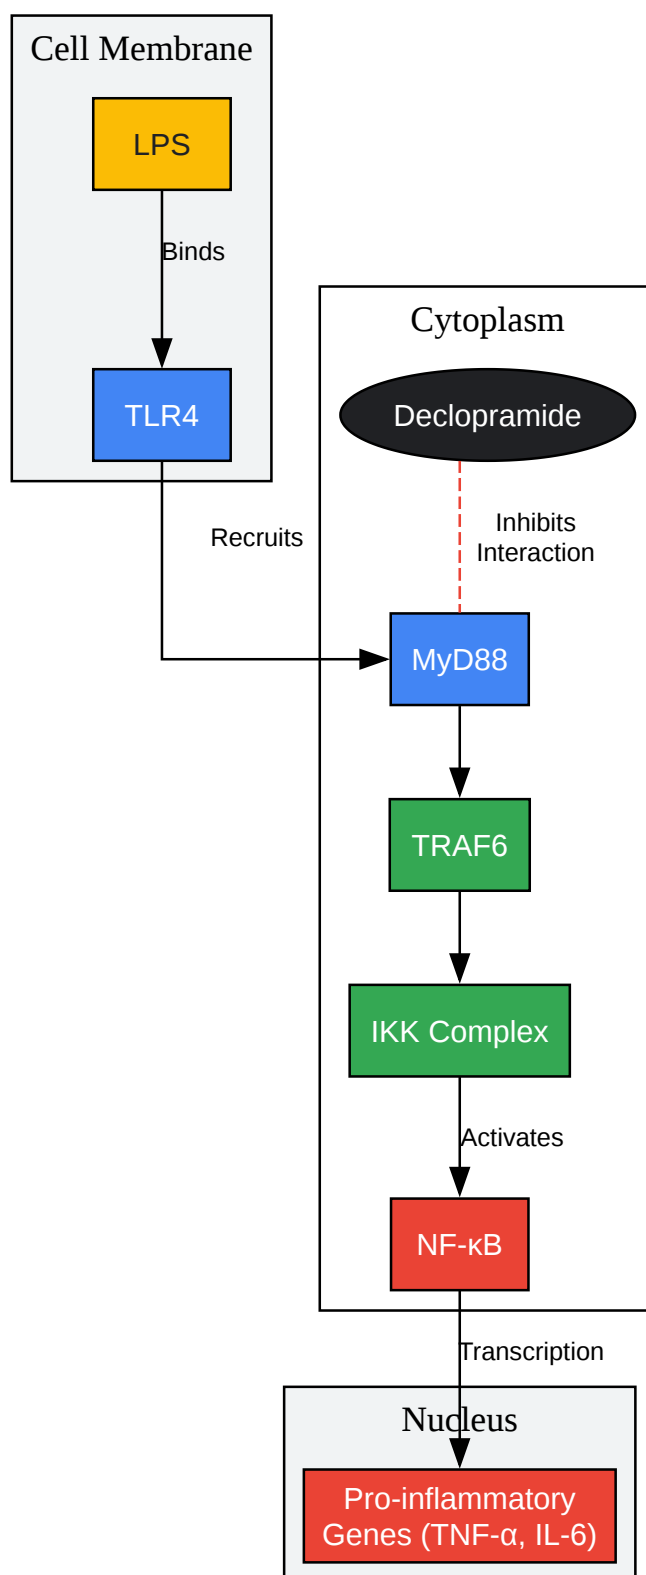 Cell Membrane
LPS
Binds
TLR4
Recruits
Cytoplasm
Declopramide
Inhibits
Interaction
MyD88
TRAF6
IKK Complex
Activates
NF-κB
Transcription
Nucleus
Pro-inflammatory
Genes (TNF-α, IL-6)